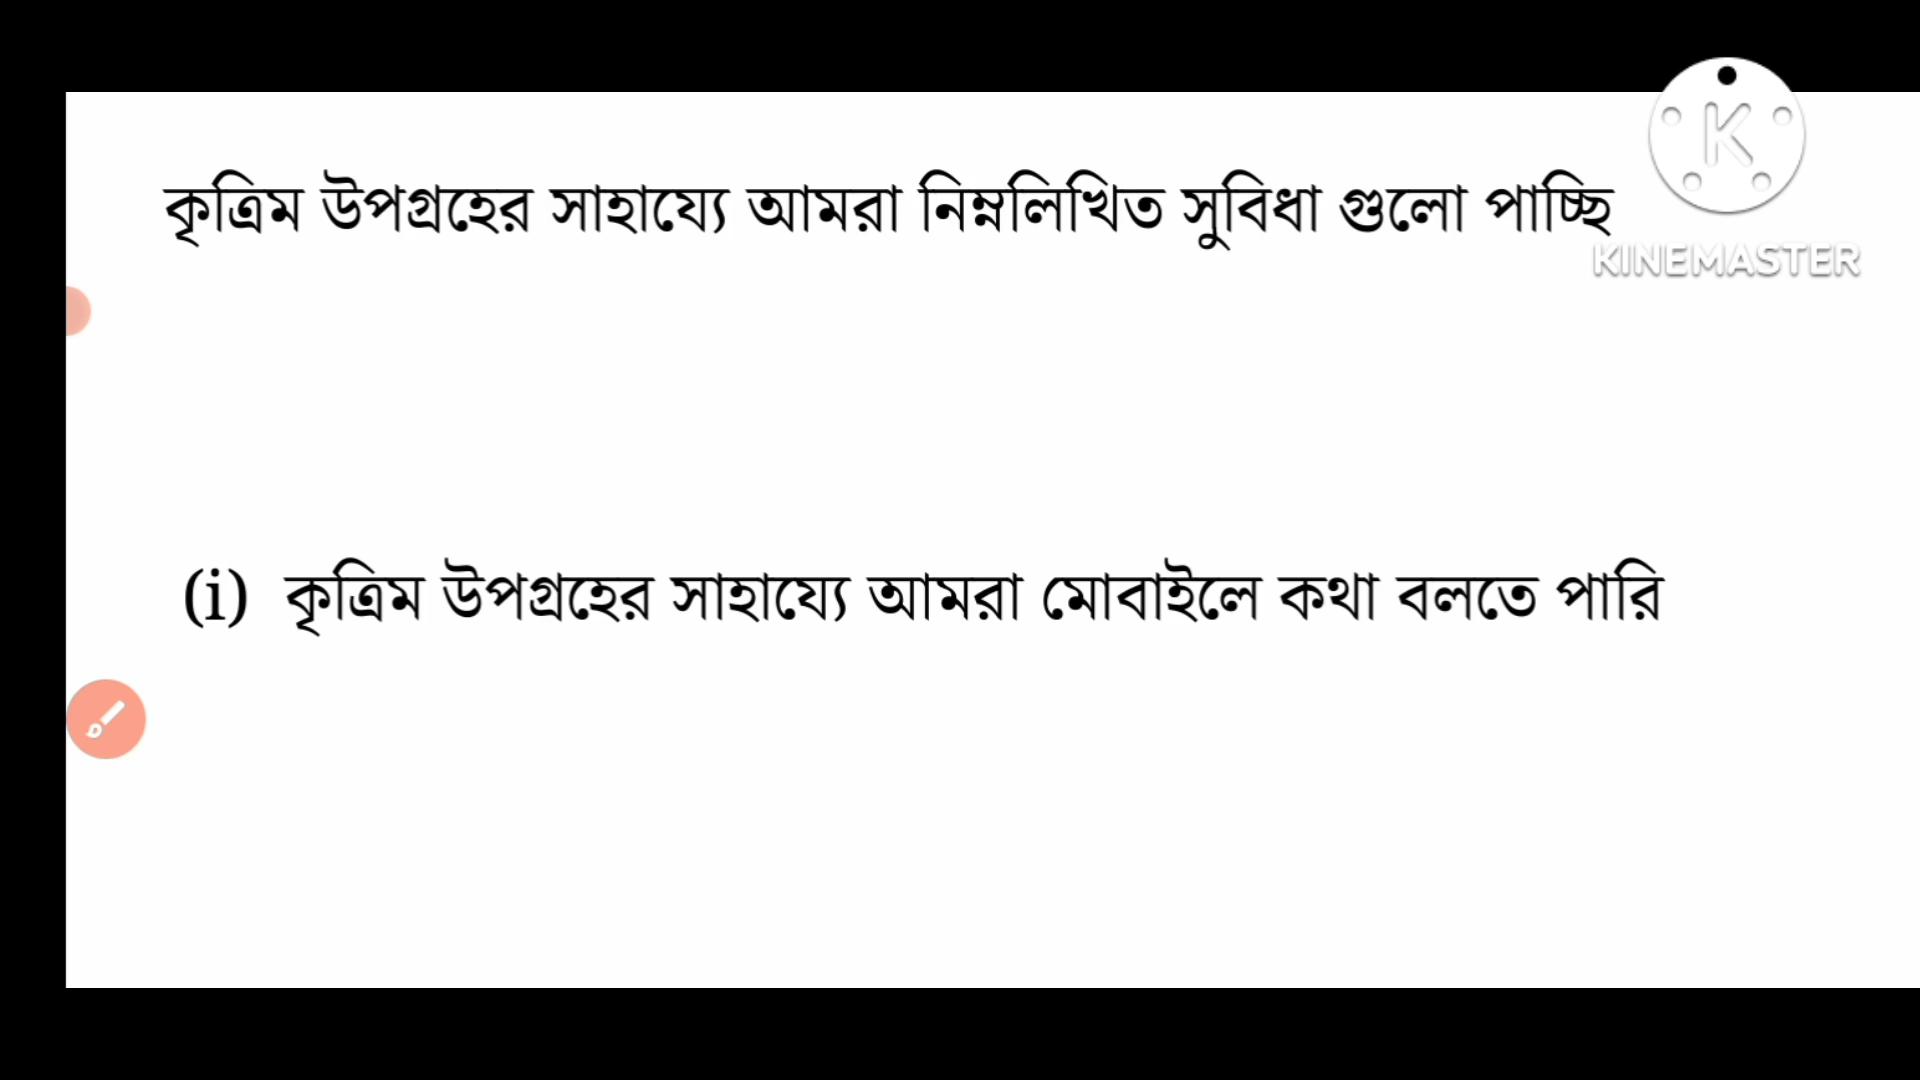 কৃত্রিম উপগ্রহের সাহায্যে আমরা নিম্নলিখিত সুবিধা গুলো পাচ্ছি
K
KINEMASTER
(i) কৃত্রিম উপগ্রহের সাহায্যে আমরা মোবাইলে কথা বলতে পারি